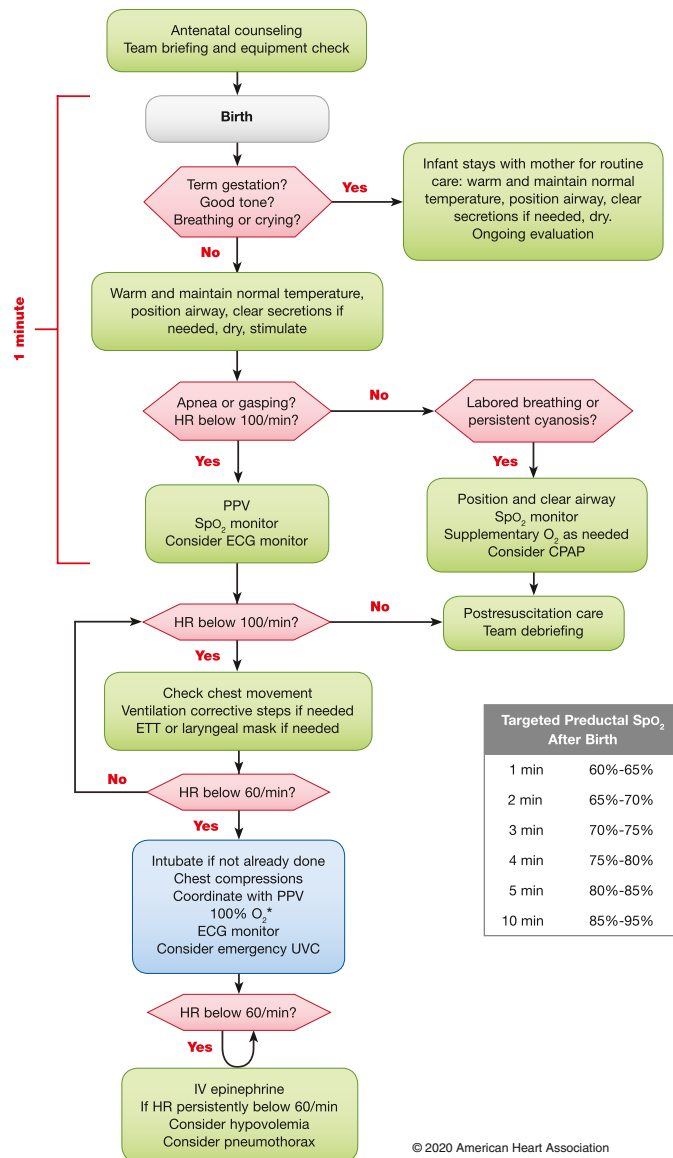 Antenatal counseling
Team briefing and equipment check
Birth
1 minute
Term gestation?
Good tone?
Breathing or crying?
Yes
Infant stays with mother for routine
care: warm and maintain normal
temperature, position airway, clear
secretions if needed, dry.
Ongoing evaluation
No
Warm and maintain normal temperature,
position airway, clear secretions if
needed, dry, stimulate
Apnea or gasping?
HR below 100/min?
No
Labored breathing or
persistent cyanosis?
Yes
Yes
PPV
SpO₂ monitor
Consider ECG monitor
Position and clear airway
SpO₂ monitor
Supplementary O₂ as needed
Consider CPAP
HR below 100/min?
No
Postresuscitation care
Team debriefing
Yes
Check chest movement
Ventilation corrective steps if needed
ETT or laryngeal mask if needed
HR below 60/min?
No
Yes
Intubate if not already done
Chest compressions
Coordinate with PPV
100% O₂*
ECG monitor
Consider emergency UVC
HR below 60/min?
Yes
IV epinephrine
If HR persistently below 60/min
Consider hypovolemia
Consider pneumothorax
Targeted Preductal SpO₂
After Birth
1 min 60%-65%
2 min 65%-70%
3 min 70%-75%
4 min 75%-80%
5 min 80%-85%
10 min 85%-95%
© 2020 American Heart Association